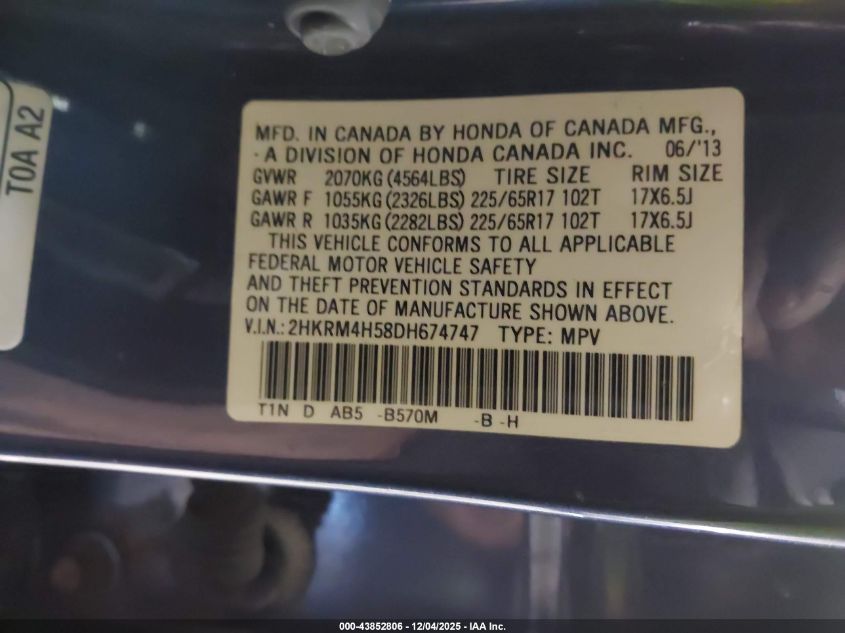 MFD. IN CANADA BY HONDA OF CANADA MFG.,
- A DIVISION OF HONDA CANADA INC. 06/'13
GVWR 2070KG (4564LBS) TIRE SIZE RIM SIZE
GAWR F 1055KG (2326LBS) 225/65R17 102T 17X6.5J
GAWR R 1035KG (2282LBS) 225/65R17 102T 17X6.5J
THIS VEHICLE CONFORMS TO ALL APPLICABLE
FEDERAL MOTOR VEHICLE SAFETY
AND THEFT PREVENTION STANDARDS IN EFFECT
ON THE DATE OF MANUFACTURE SHOWN ABOVE.
V.I.N.: 2HKRM4H58DH674747 TYPE: MPV
T1N D AB5 -B570M -B -H
T0A A2
000-43852806 - 12/04/2025 - IAA Inc.